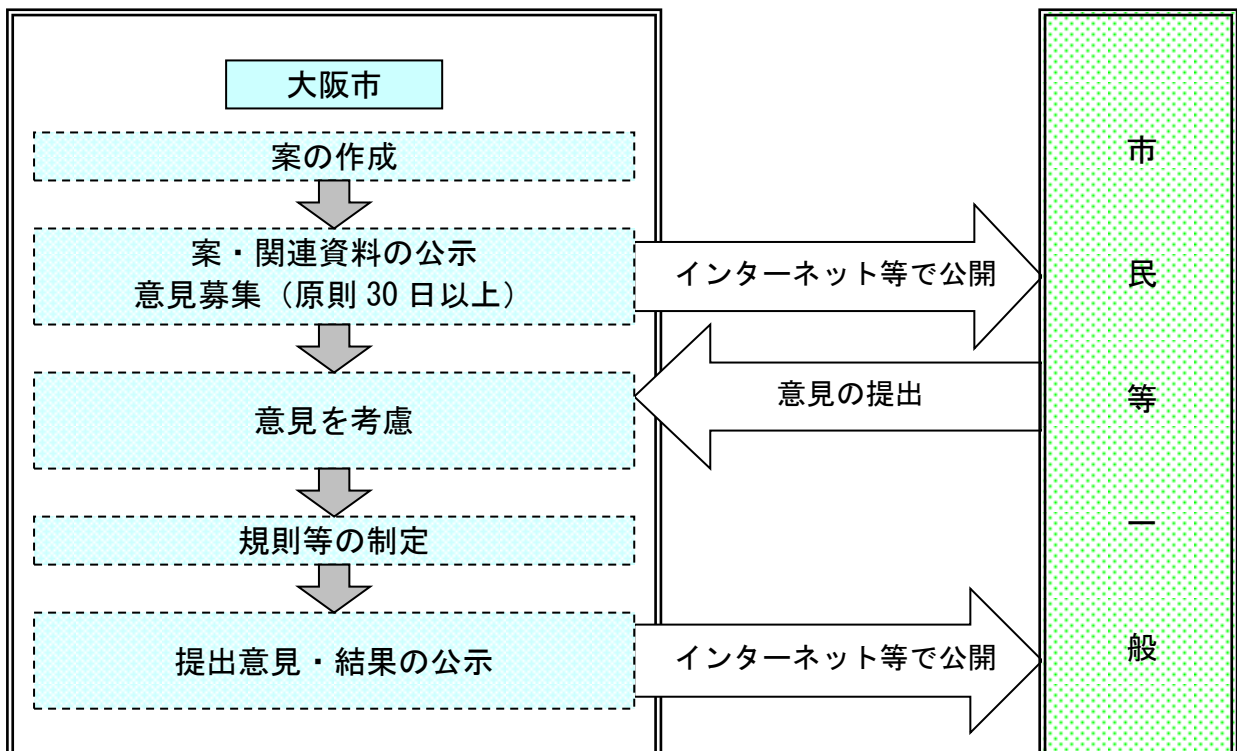 大阪市
案の作成
案・関連資料の公示
意見募集（原則 30 日以上）
インターネット等で公開
意見の提出
意見を考慮
規則等の制定
提出意見・結果の公示
インターネット等で公開
市民等一般